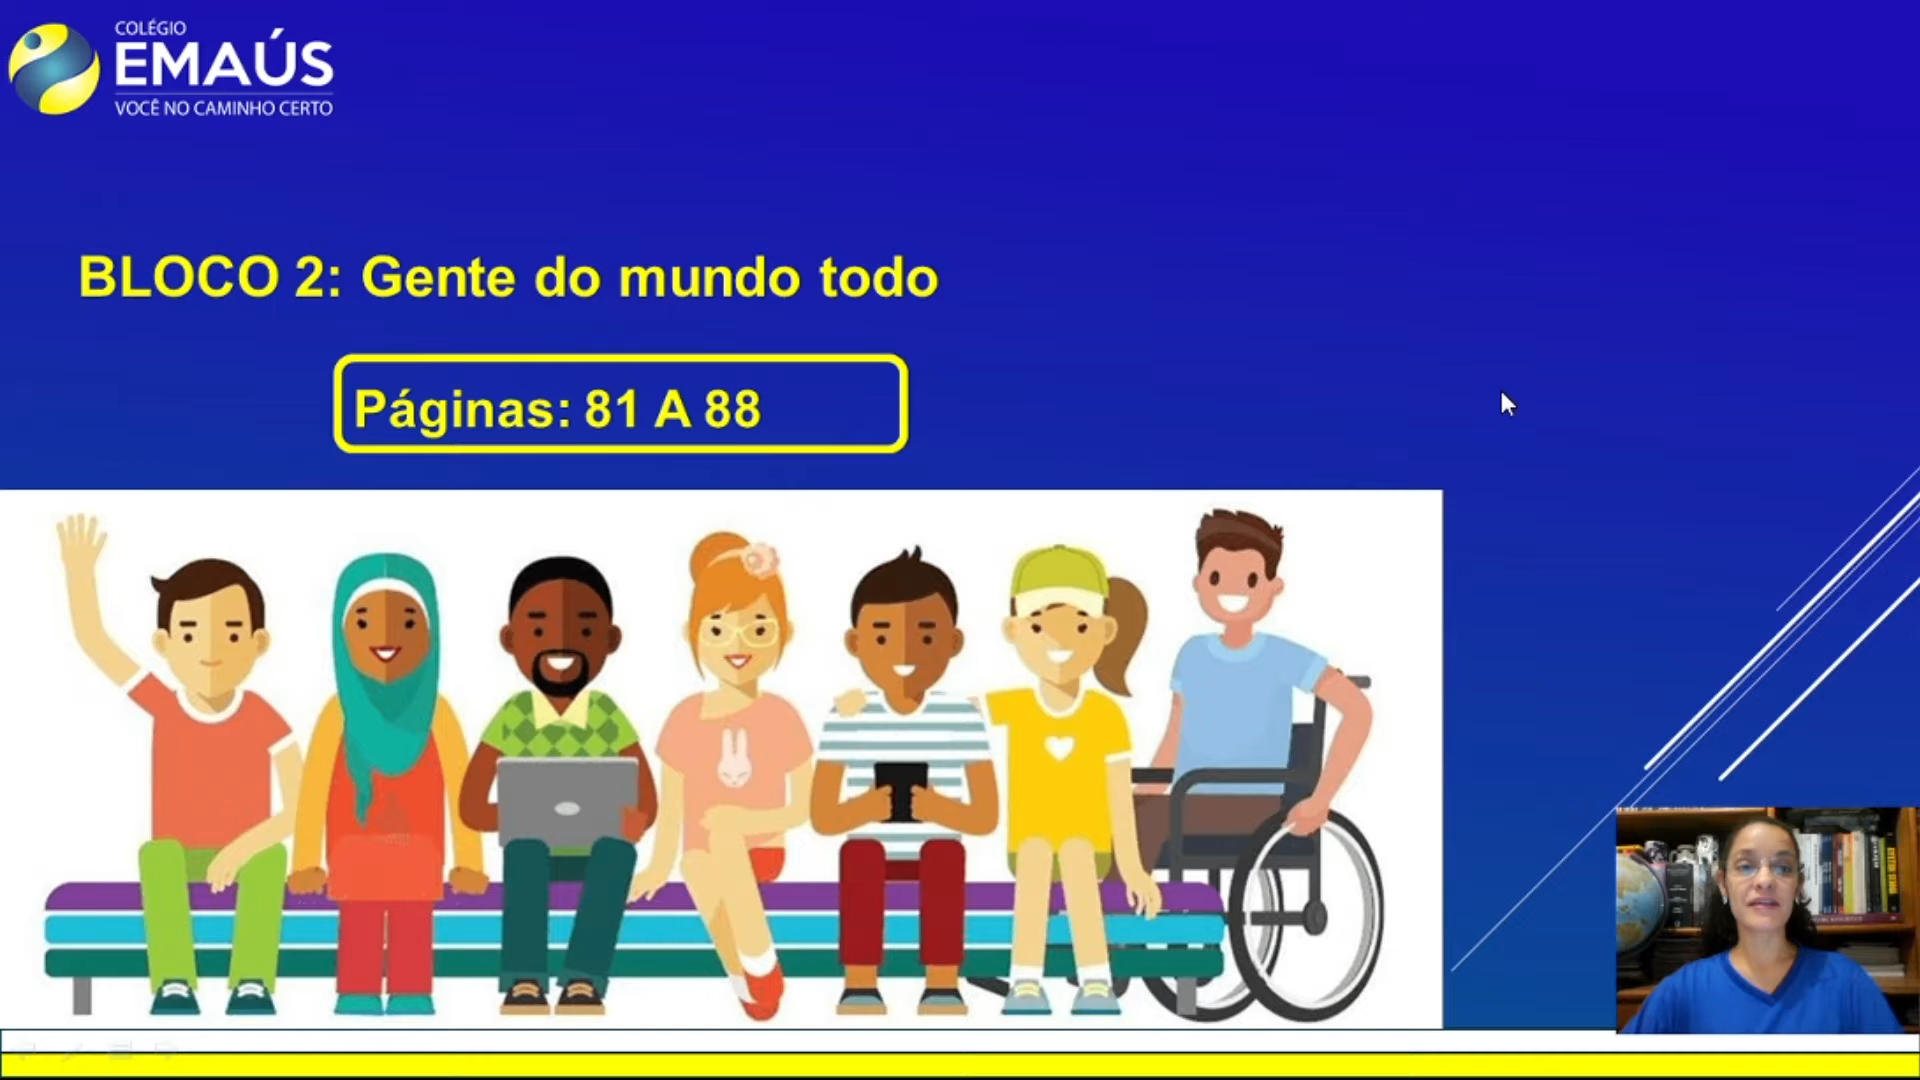 COLÉGIO
EMAÚS
VOCÊ NO CAMINHO CERTO
BLOCO 2: Gente do mundo todo
Páginas: 81 A 88